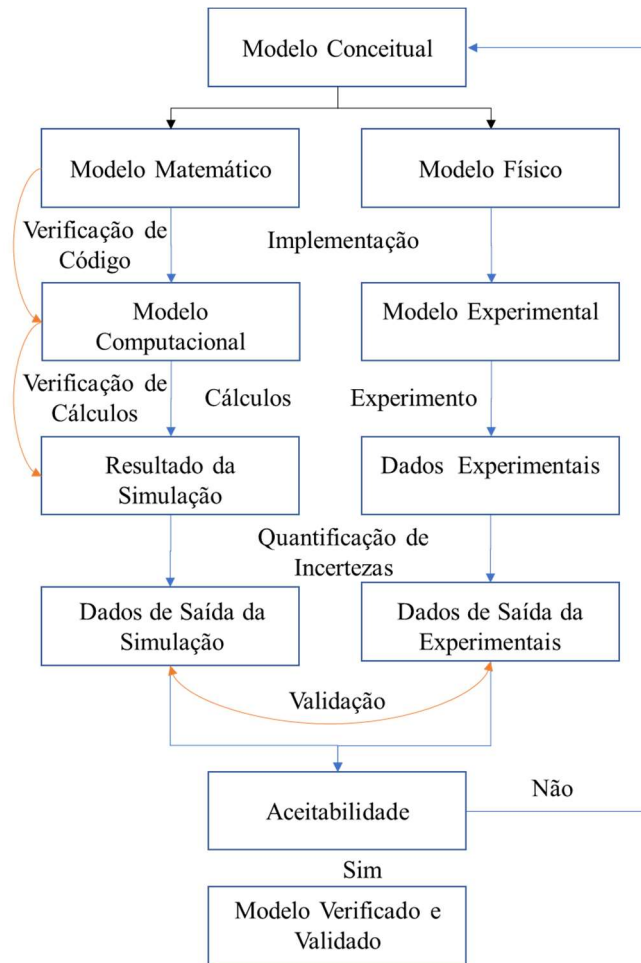 Modelo Conceitual
Modelo Matemático
Modelo Físico
Verificação de
Código
Implementação
Modelo
Computacional
Modelo Experimental
Verificação de
Cálculos
Cálculos
Experimento
Resultado da
Simulação
Dados Experimentais
Quantificação de
Incertezas
Dados de Saída da
Simulação
Dados de Saída da
Experimentais
Validação
Aceitabilidade
Não
Sim
Modelo Verificado e
Validado